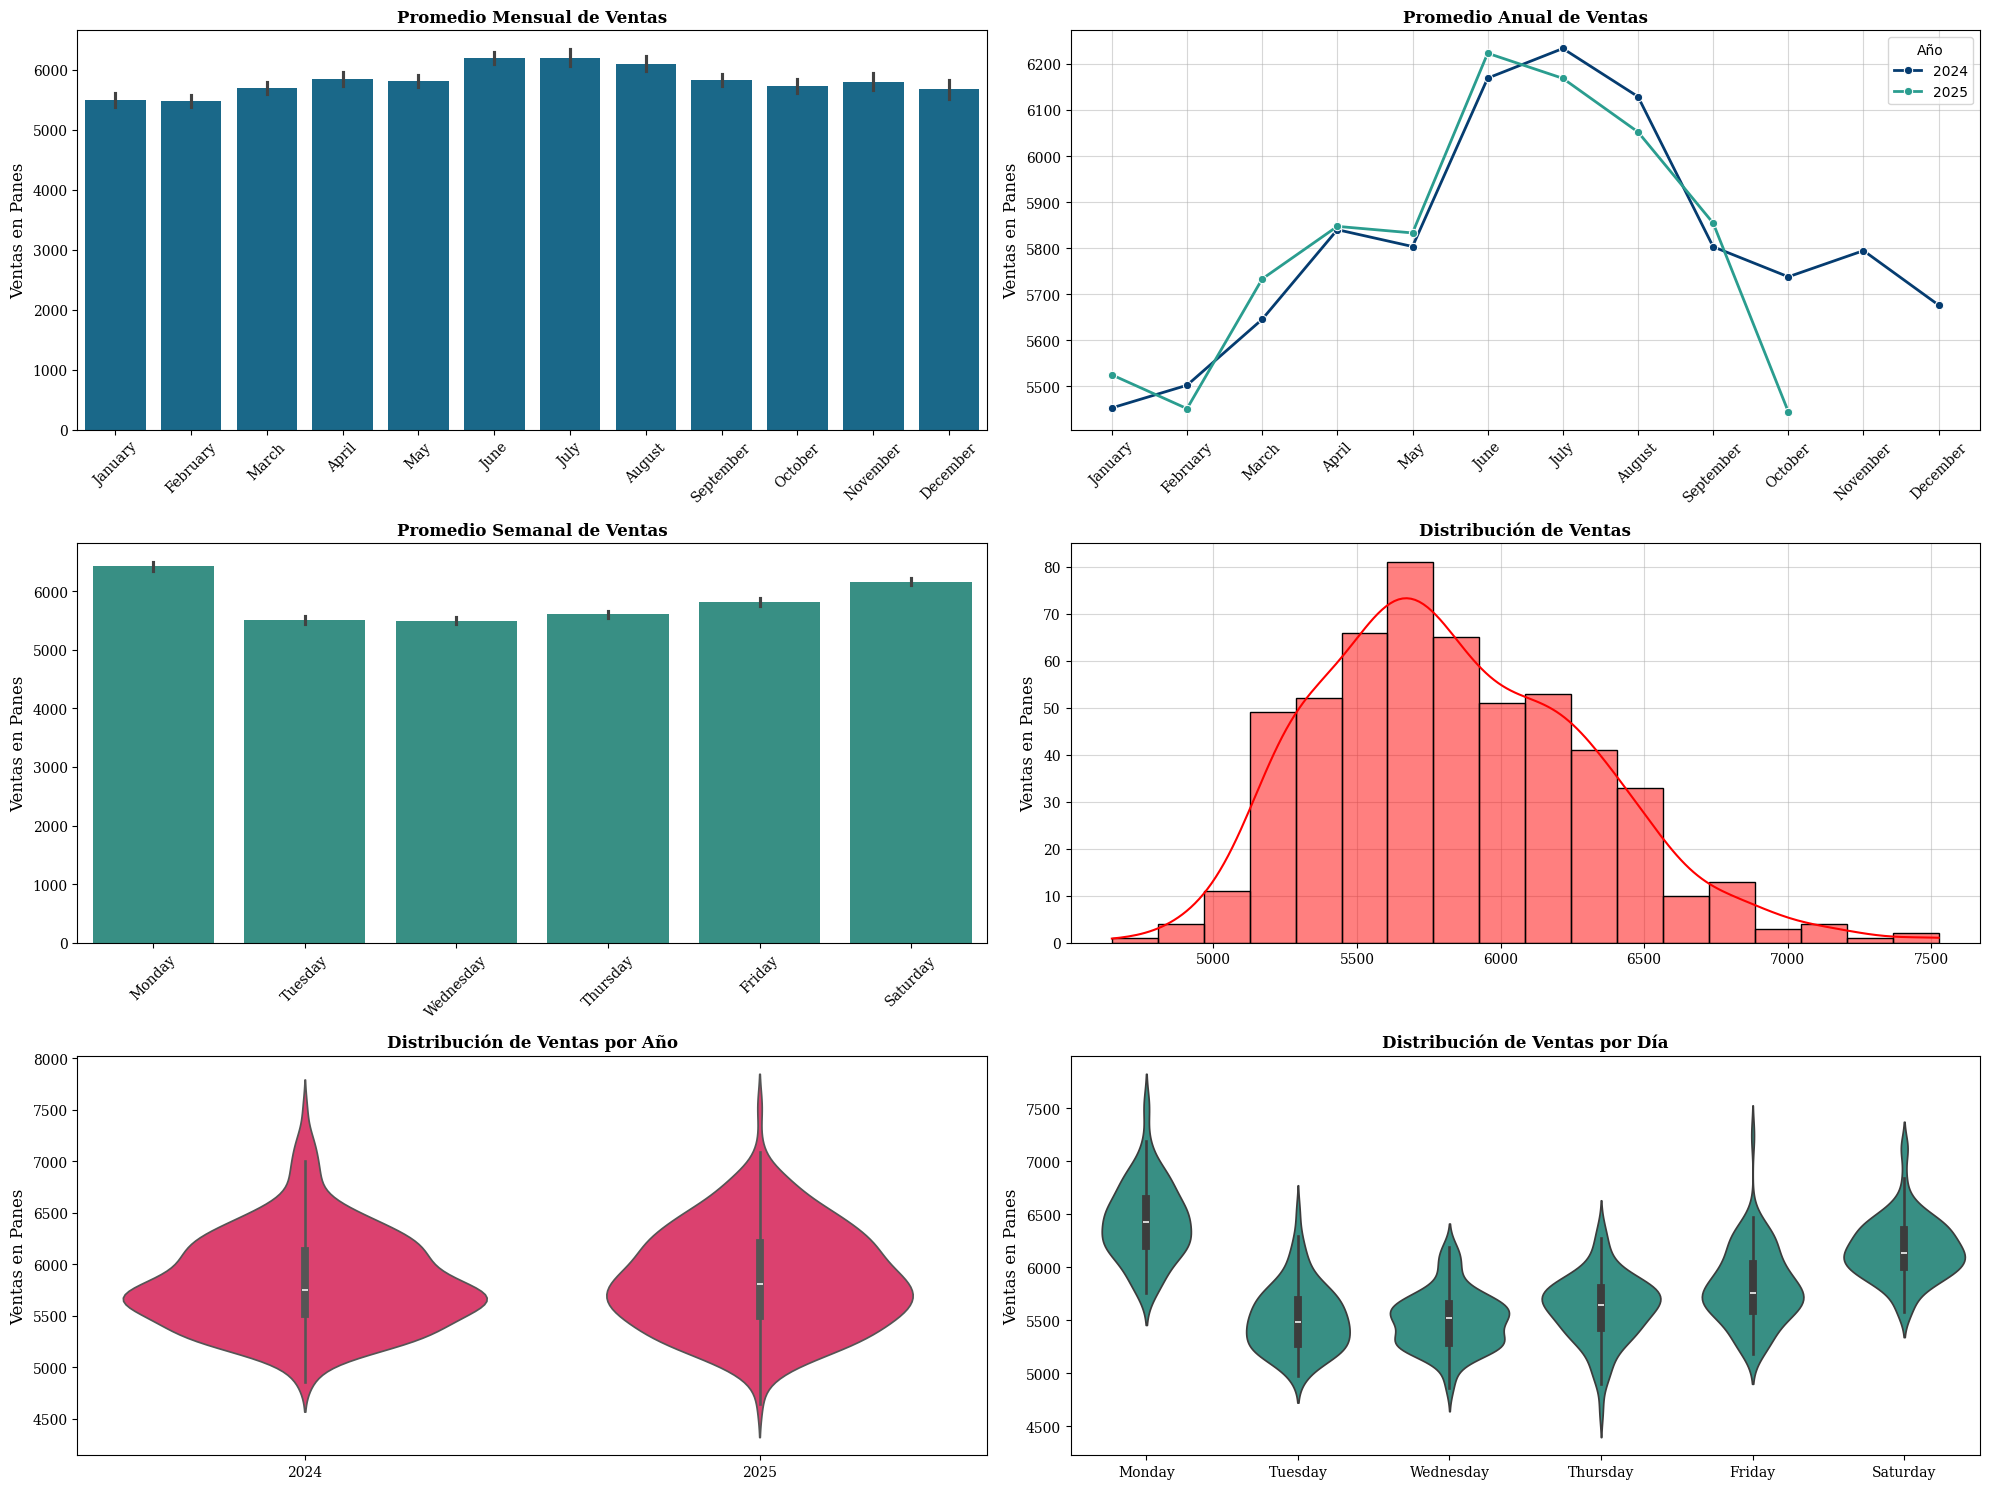 Promedio Mensual de Ventas
Ventas en Panes
6000
5000
4000
3000
2000
1000
0
January
February
March
April
May
June
July
August
September
October
November
December
Promedio Anual de Ventas
Ventas en Panes
6200
6100
6000
5900
5800
5700
5600
5500
Año
2024
2025
January
February
March
April
May
June
July
August
September
October
November
December
Promedio Semanal de Ventas
Ventas en Panes
6000
5000
4000
3000
2000
1000
0
Monday
Tuesday
Wednesday
Thursday
Friday
Saturday
Distribución de Ventas
Ventas en Panes
80
70
60
50
40
30
20
10
0
5000
5500
6000
6500
7000
7500
Distribución de Ventas por Año
Ventas en Panes
8000
7500
7000
6500
6000
5500
5000
4500
2024
2025
Distribución de Ventas por Día
Ventas en Panes
7500
7000
6500
6000
5500
5000
4500
Monday
Tuesday
Wednesday
Thursday
Friday
Saturday